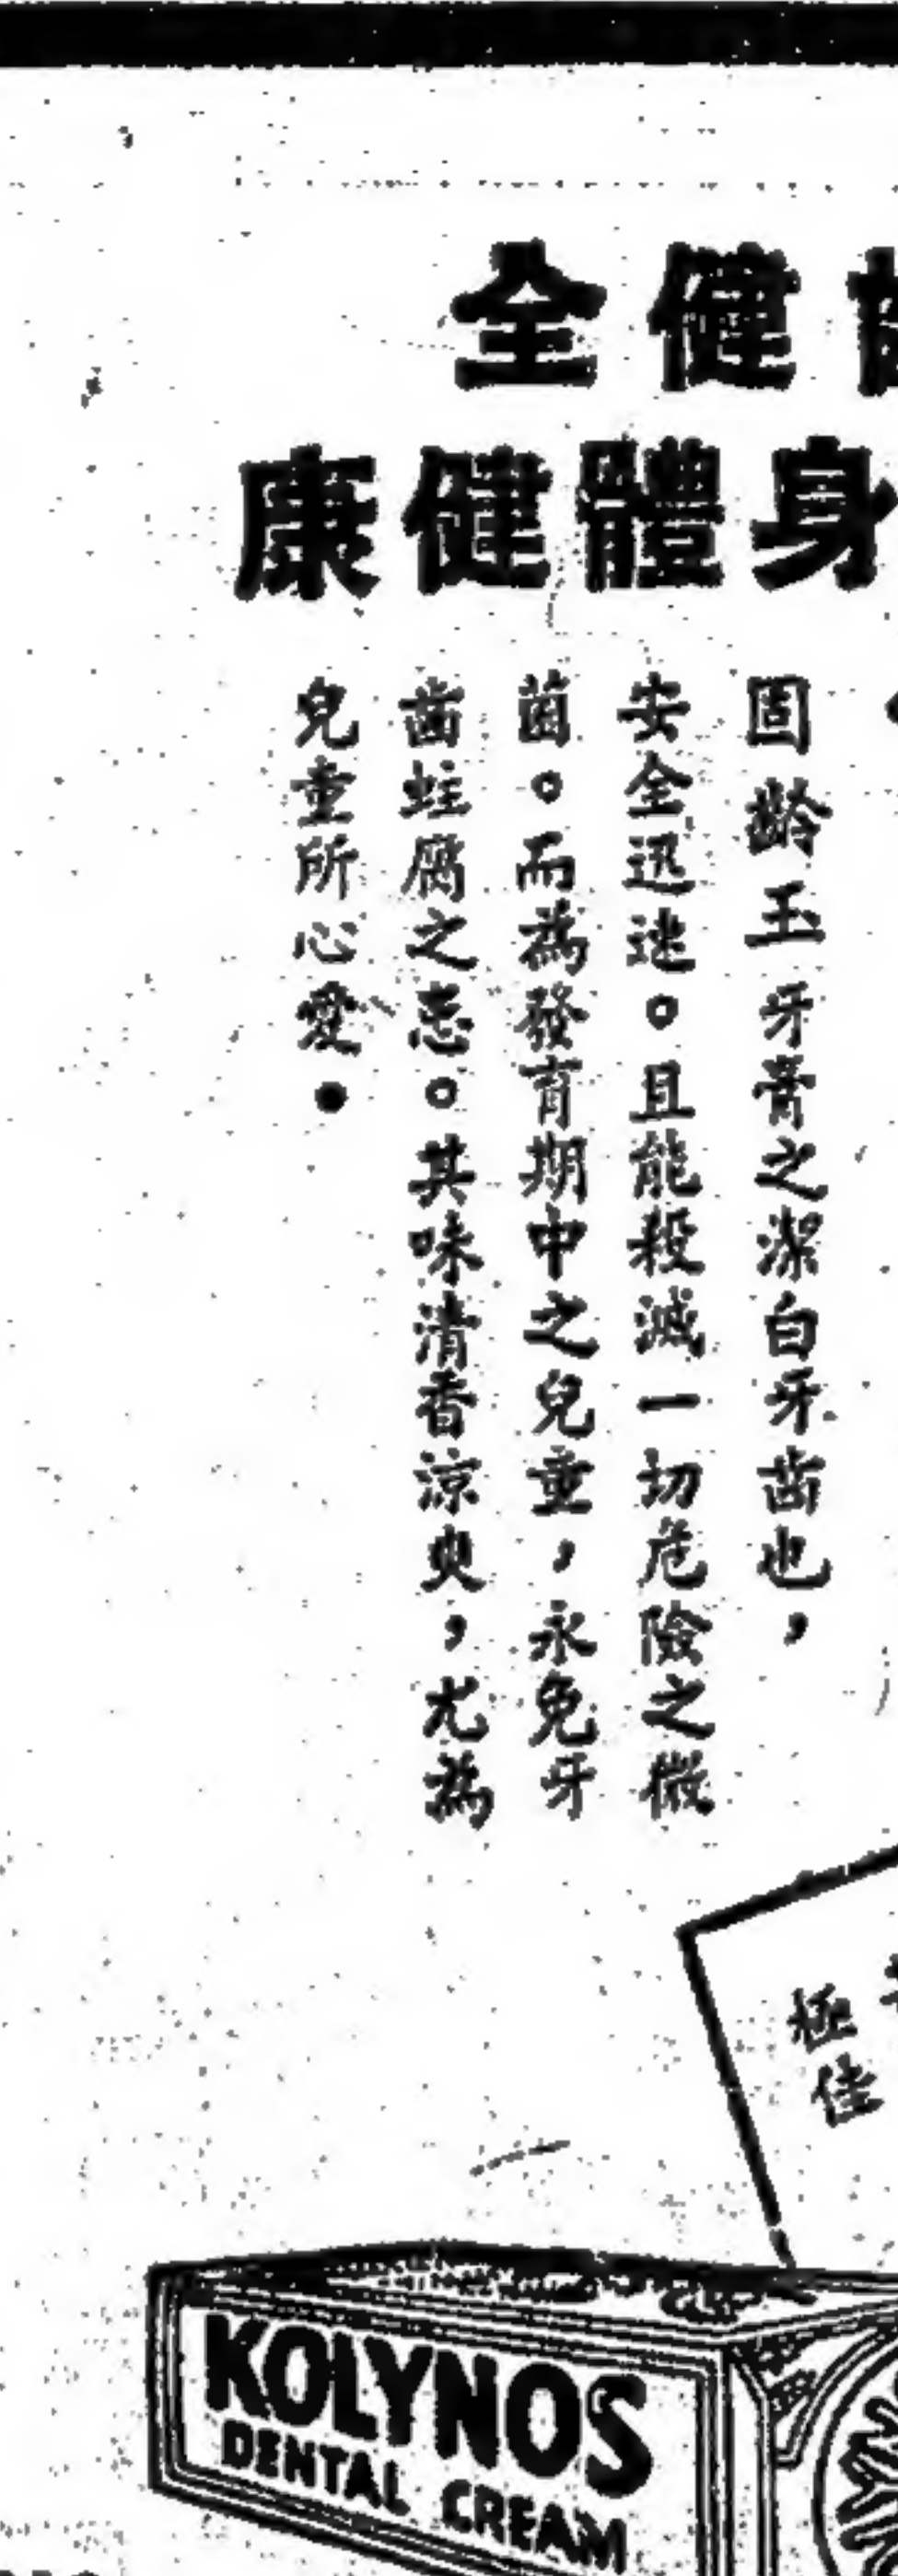 健全
身體健康
固齡玉牙膏之潔白牙齒也，
安全迅速。且能殺滅一切危險之微
菌。而為發育期中之兒童，永免牙
齒蛀腐之患。其味清香涼爽，尤為
兒童所心愛●
極佳
KOLYNOS
DENTAL CREAM